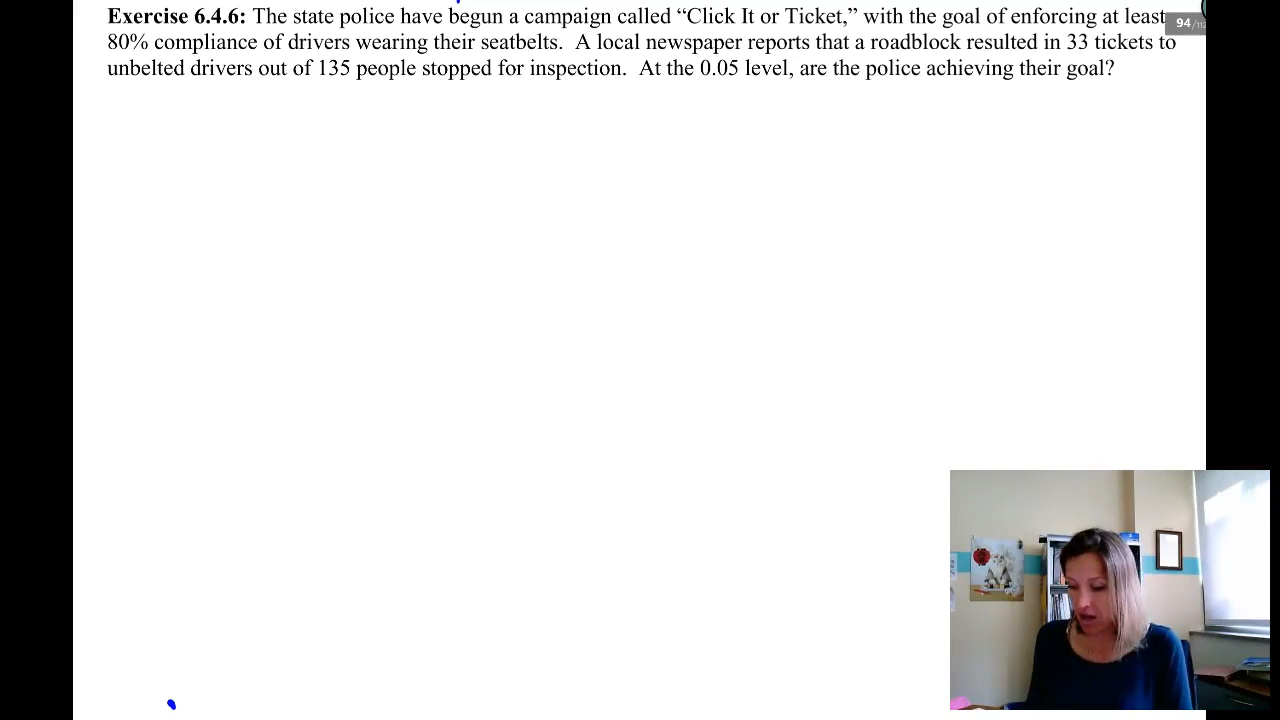 Exercise 6.4.6: The state police have begun a campaign called “Click It or Ticket,” with the goal of enforcing at least
80% compliance of drivers wearing their seatbelts.  A local newspaper reports that a roadblock resulted in 33 tickets to
unbelted drivers out of 135 people stopped for inspection.  At the 0.05 level, are the police achieving their goal?
94